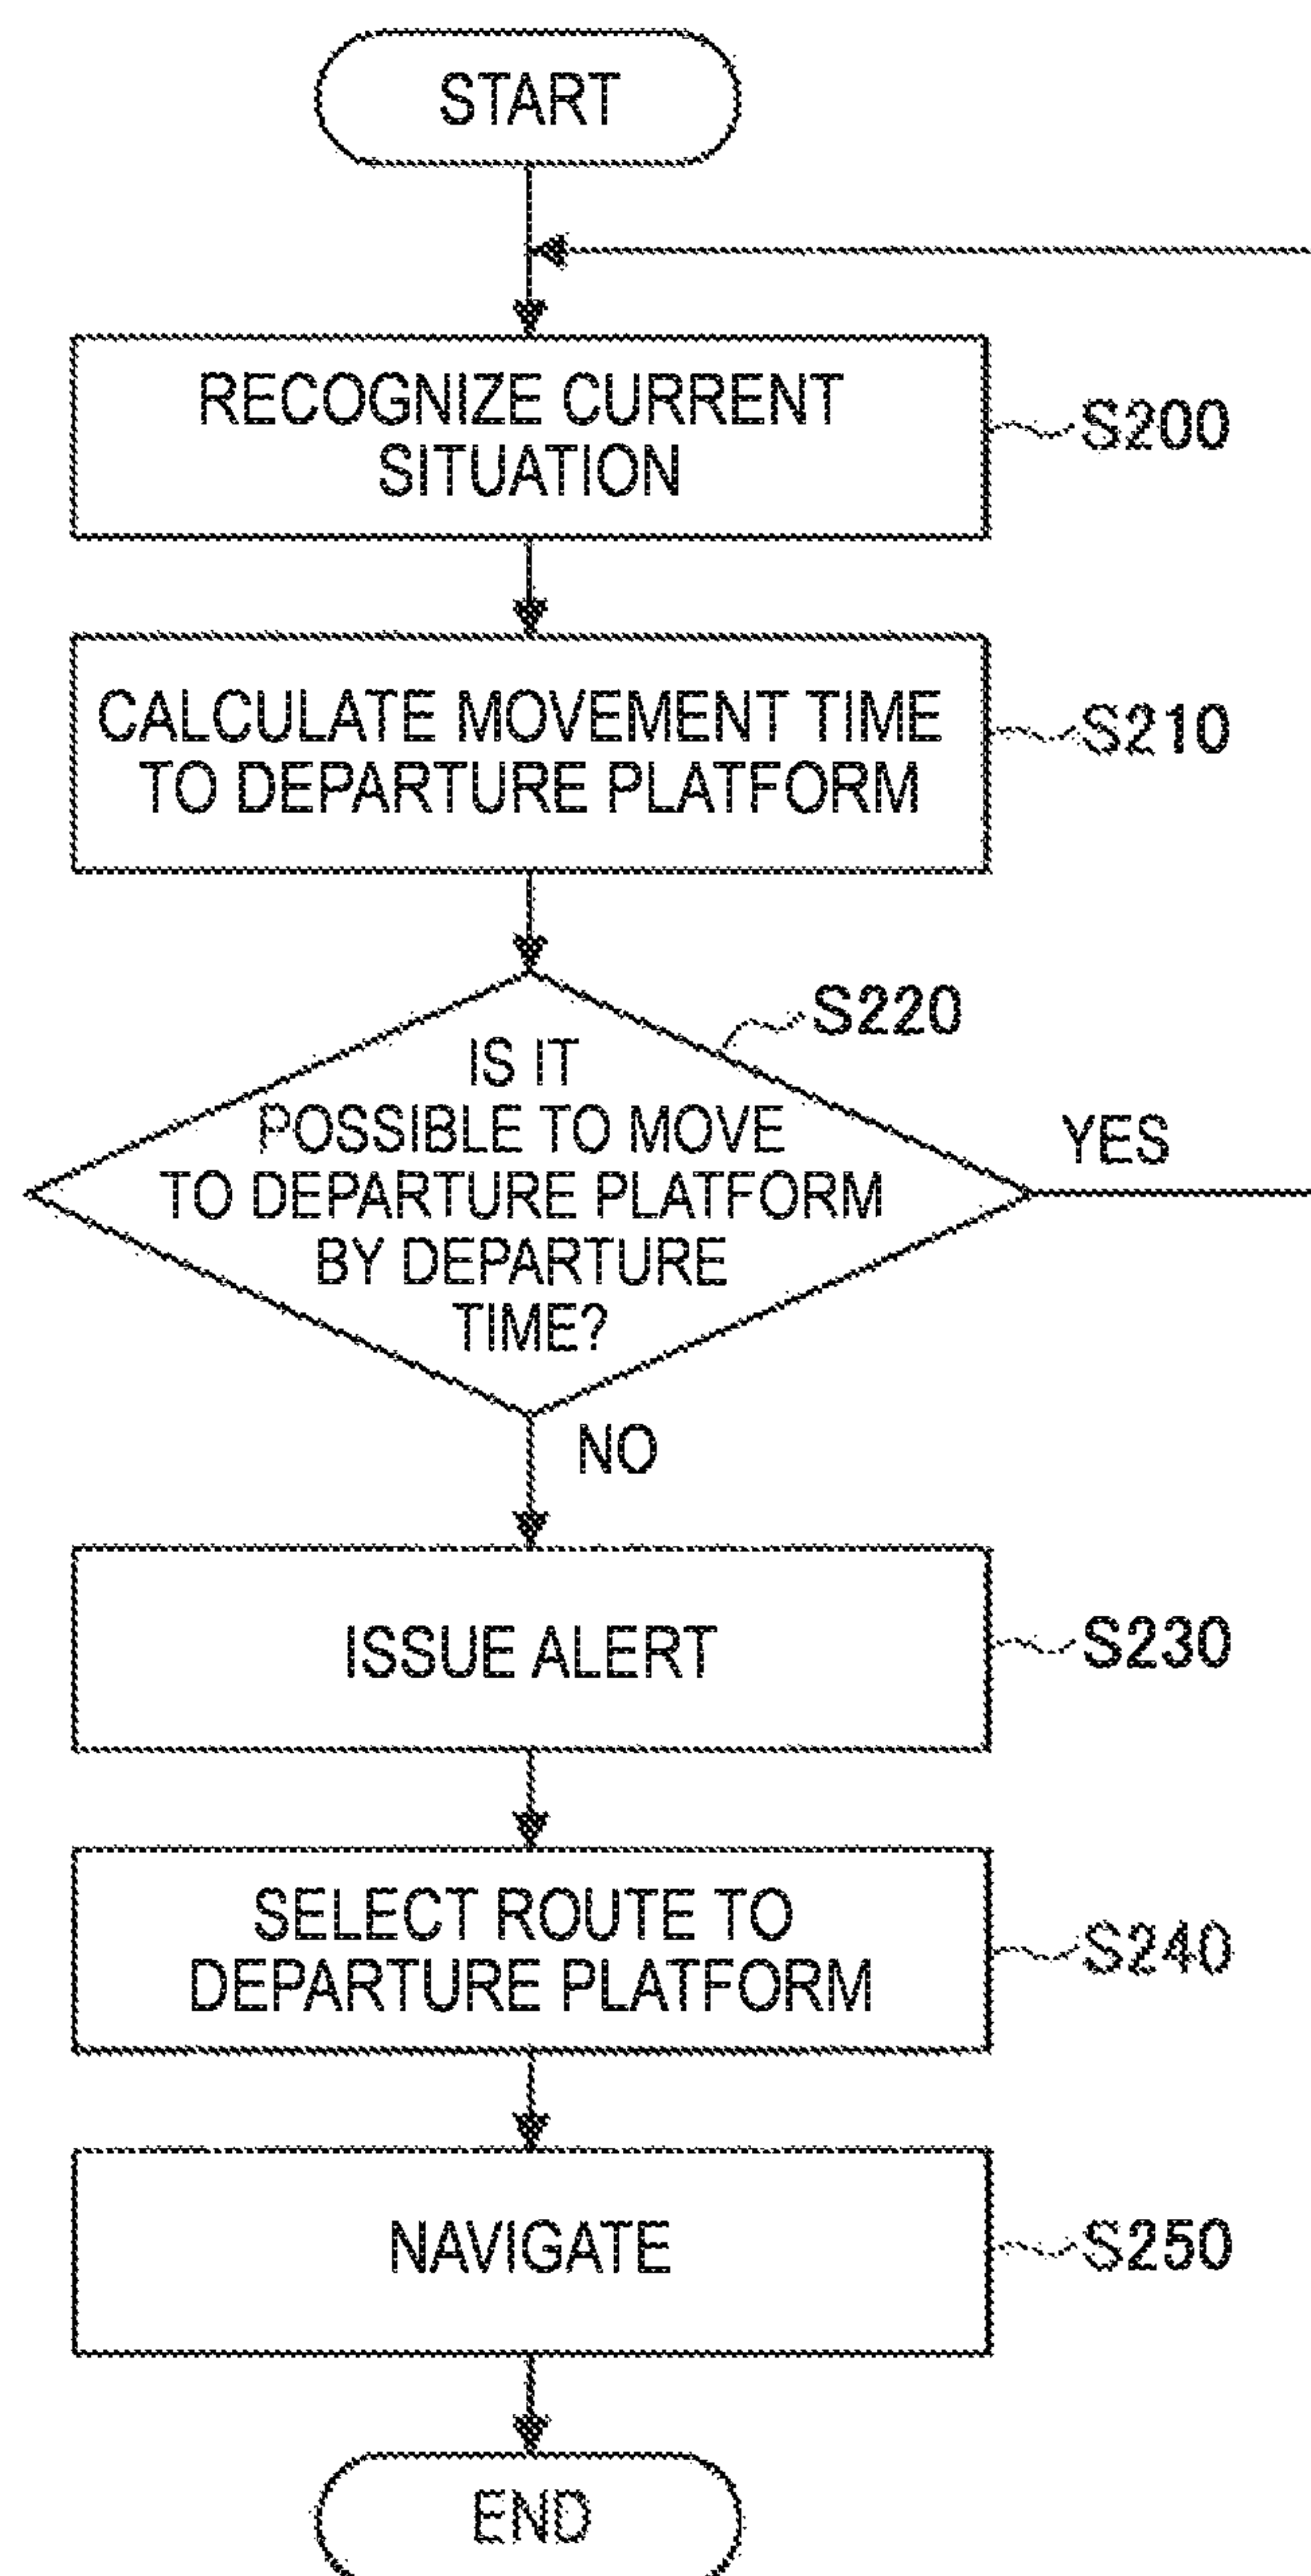 START
RECOGNIZE CURRENT
SITUATION
S200
CALCULATE MOVEMENT TIME
TO DEPARTURE PLATFORM
S210
S220
IS IT
POSSIBLE TO MOVE
TO DEPARTURE PLATFORM
BY DEPARTURE
TIME?
YES
NO
ISSUE ALERT
S230
SELECT ROUTE TO
DEPARTURE PLATFORM
S240
NAVIGATE
S250
END